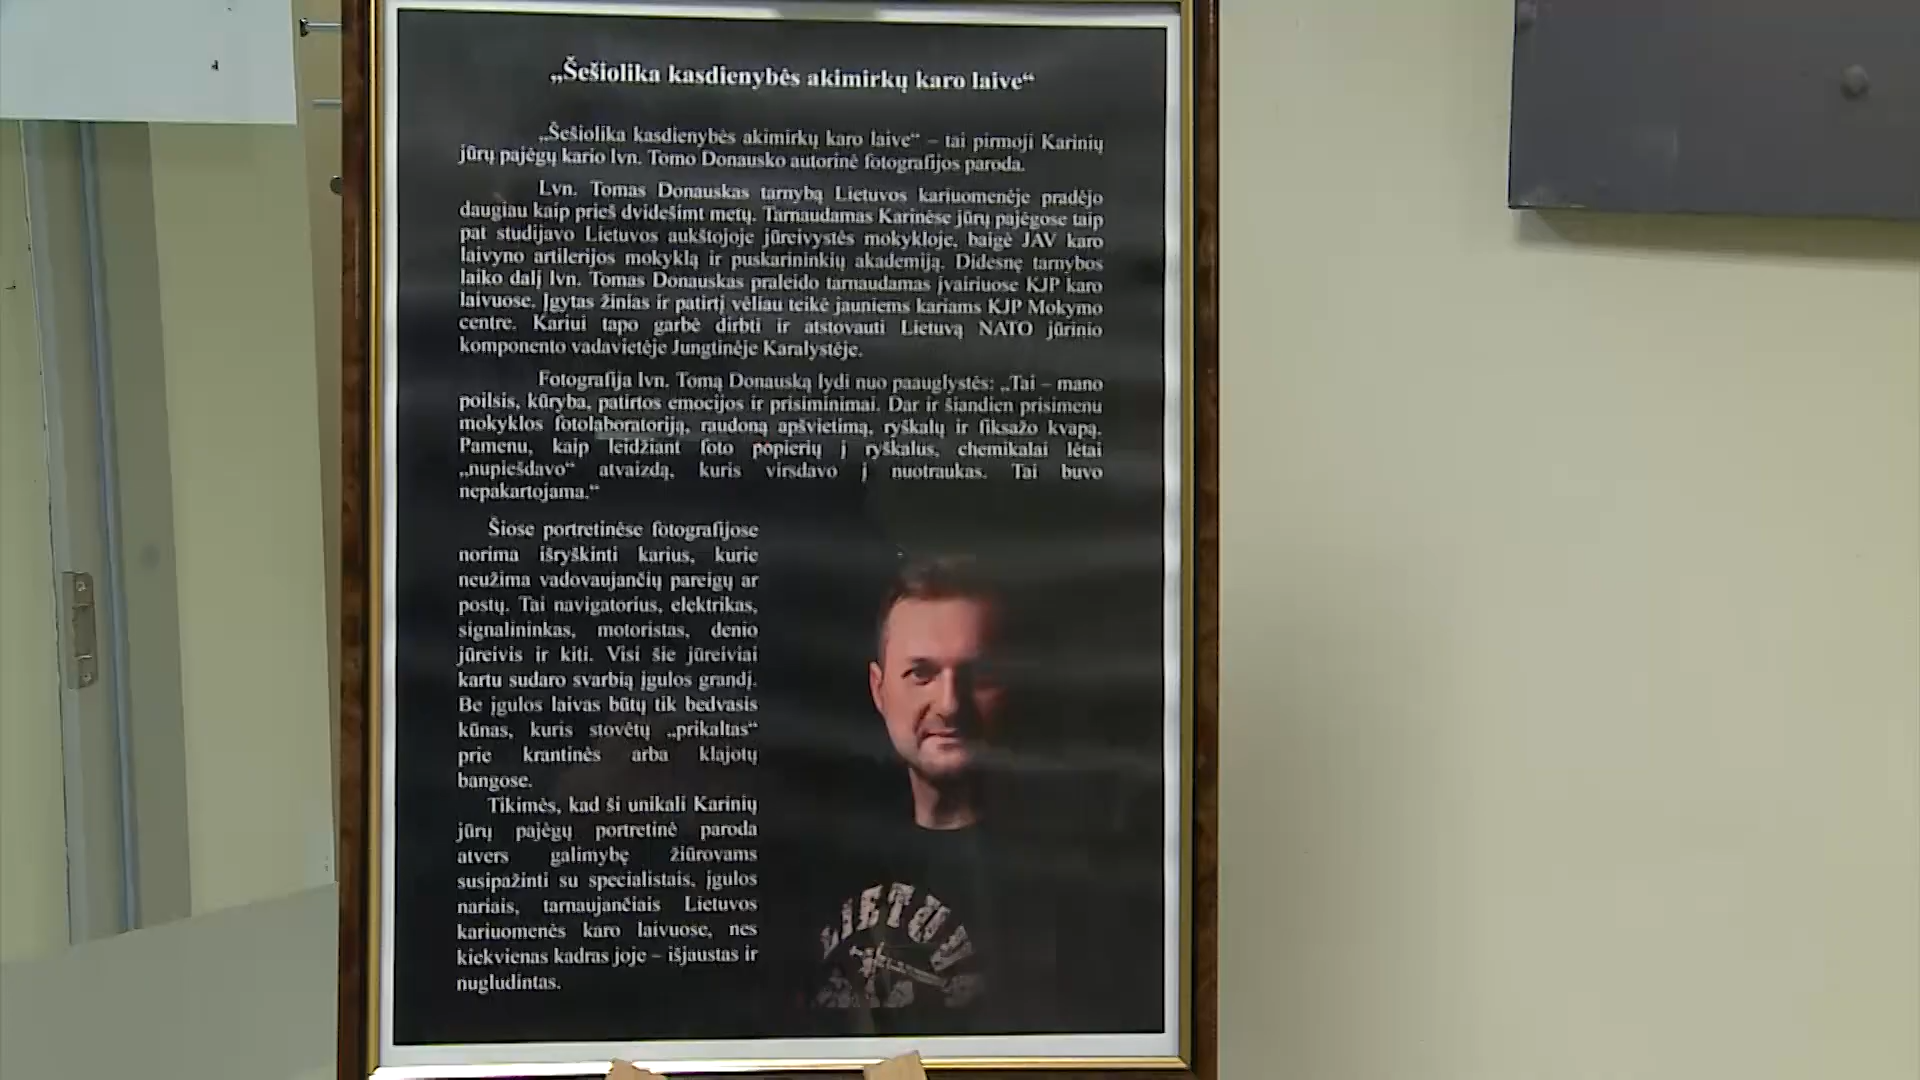 „Šešiolika kasdienybės akimirkų karo laive“
„Šešiolika kasdienybės akimirkų karo laive“ – tai pirmoji Karinių
jūrų pajėgų kario lvn. Tomo Donausko autorinė fotografijos paroda.
Lvn. Tomas Donauskas tarnybą Lietuvos kariuomenėje pradėjo
daugiau kaip prieš dvidešimt metų. Tarnaudamas Karinėse jūrų pajėgose taip
pat studijavo Lietuvos aukštojoje jūreivystės mokykloje, baigė JAV karo
laivyno artilerijos mokyklą ir puskarininkių akademiją. Didesnę tarnybos
laiko dalį lvn. Tomas Donauskas praleido tarnaudamas įvairiuose KJP karo
laivuose. Įgytas žinias ir patirtį vėliau teikė jauniems kariams KJP Mokymo
centre. Kariui tapo garbė dirbti ir atstovauti Lietuvą NATO jūrinio
komponento vadavietėje Jungtinėje Karalystėje.
Fotografija lvn. Tomą Donauską lydi nuo paauglystės: „Tai – mano
poilsis, kūryba, patirtos emocijos ir prisiminimai. Dar ir šiandien prisimenu
mokyklos fotolaboratoriją, raudoną apšvietimą, ryškalų ir fiksažo kvapą.
Pamenu, kaip leidžiant foto popierių į ryškalus, chemikalai lėtai
„nupiešdavo“ atvaizdą, kuris virsdavo į nuotraukas. Tai buvo
nepakartojama.“
Šiose portretinėse fotografijose
norima išryškinti karius, kurie
neužima vadovaujančių pareigų ar
postų. Tai navigatorius, elektrikas,
signalininkas, motoristas, denio
jūreivis ir kiti. Visi šie jūreiviai
kartu sudaro svarbią įgulos grandį.
Be įgulos laivas būtų tik bedvasis
kūnas, kuris stovėtų „prikaltas“
prie krantinės arba klajotų
bangose.
Tikimės, kad ši unikali Karinių
jūrų pajėgų portretinė paroda
atvers galimybę žiūrovams
susipažinti su specialistais, įgulos
nariais, tarnaujančiais Lietuvos
kariuomenės karo laivuose, nes
kiekvienas kadras joje – išjaustas ir
nugludintas.